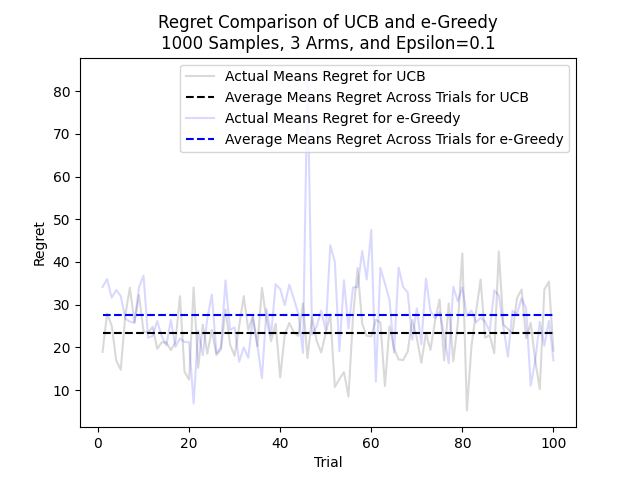 Regret Comparison of UCB and e-Greedy
1000 Samples, 3 Arms, and Epsilon=0.1
Actual Means Regret for UCB
Average Means Regret Across Trials for UCB
Actual Means Regret for e-Greedy
Average Means Regret Across Trials for e-Greedy
80
70
60
50
40
30
20
10
Regret
0 20 40 60 80 100
Trial